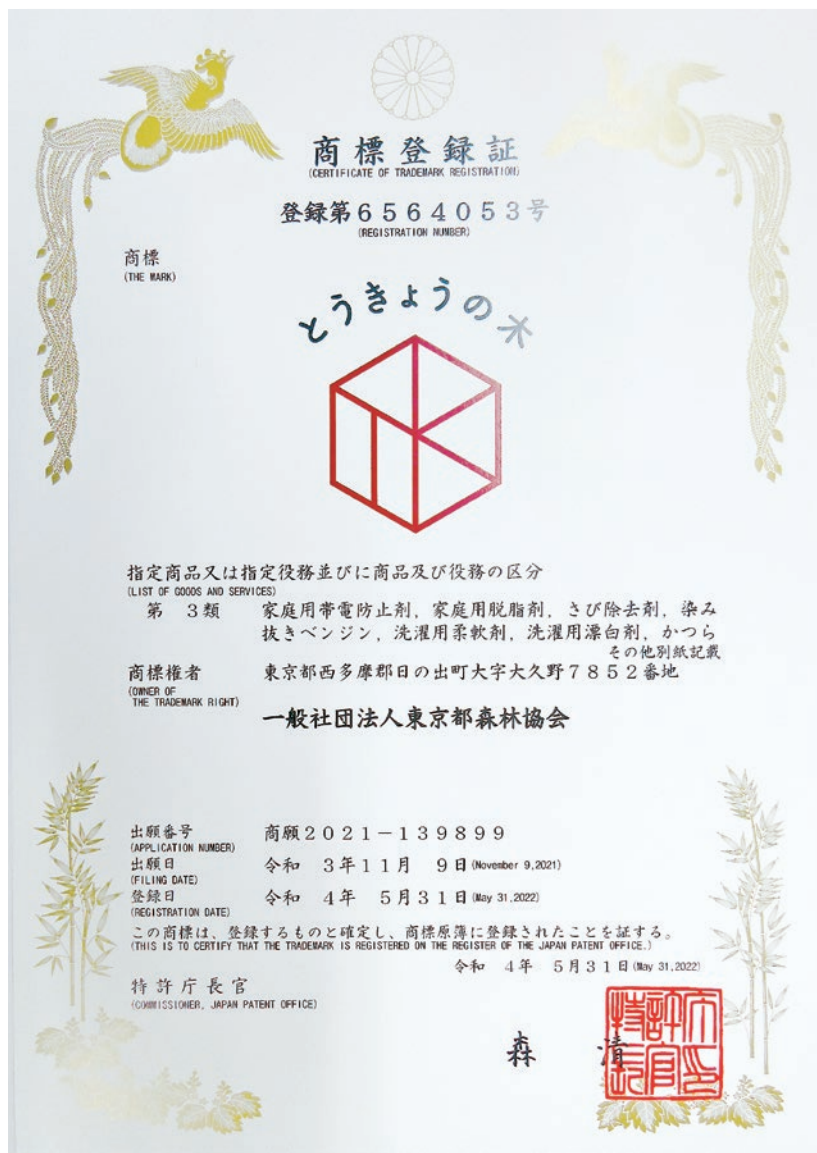 商標登録証
(CERTIFICATE OF TRADEMARK REGISTRATION)
登録第6564053号
(REGISTRATION NUMBER)
商標
(THE MARK)
とうきょうの木
指定商品又は指定役務並びに商品及び役務の区分
(LIST OF GOODS AND SERVICES)
第 3類 家庭用帯電防止剤,家庭用脱脂剤,さび除去剤,染み
抜きベンジン,洗濯用柔軟剤,洗濯用漂白剤,かつら
その他別紙記載
商標権者 東京都西多摩郡日の出町大字大久野7852番地
(OWNER OF
THE TRADEMARK RIGHT)
一般社団法人東京都森林協会
出願番号 商願2021-139899
(APPLICATION NUMBER)
出願日 令和 3年11月 9日(November 9,2021)
(FILING DATE)
登録日 令和 4年 5月31日(May 31,2022)
(REGISTRATION DATE)
この商標は、登録するものと確定し、商標原簿に登録されたことを証する。
(THIS IS TO CERTIFY THAT THE TRADEMARK IS REGISTERED ON THE REGISTER OF THE JAPAN PATENT OFFICE.)
令和 4年 5月31日(May 31,2022)
特許庁長官
(COMMISSIONER, JAPAN PATENT OFFICE)
森 清